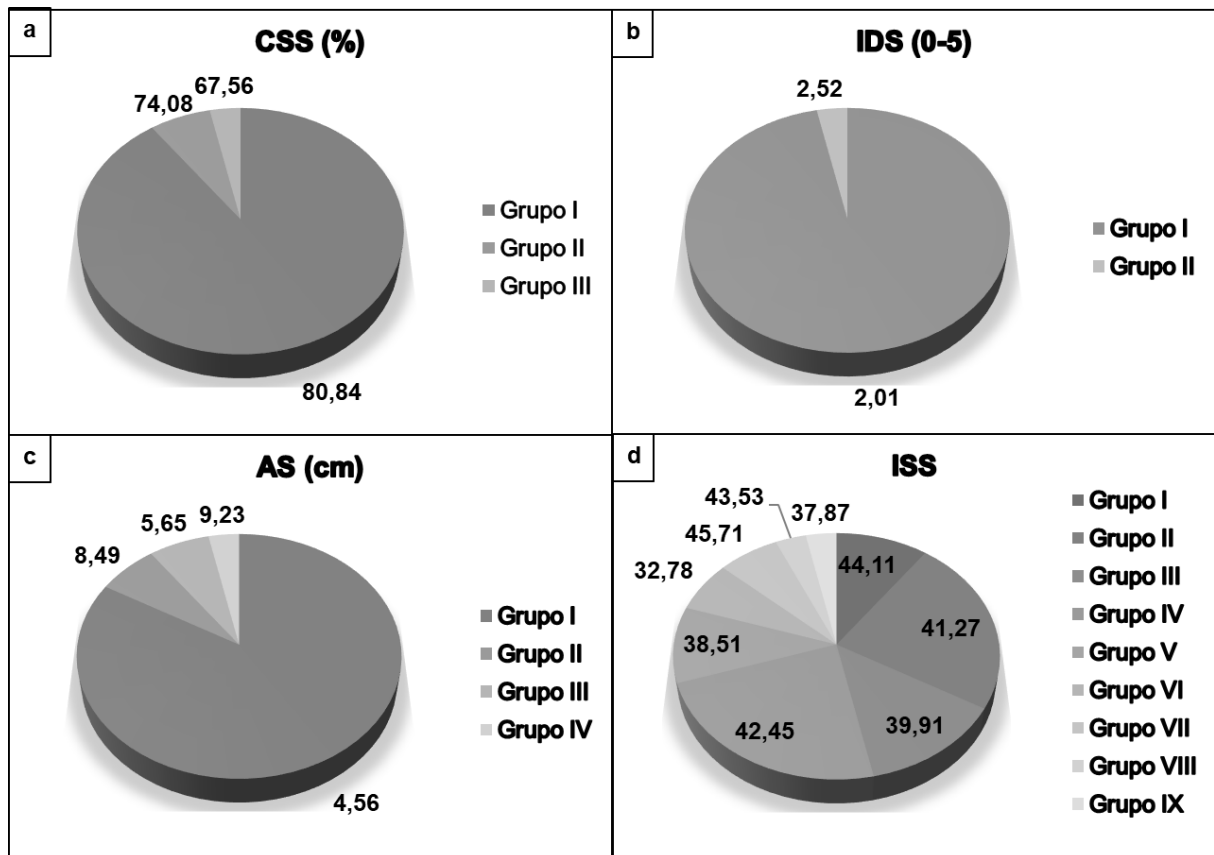 a
CSS (%)
67,56
74,08
Grupo I
Grupo II
Grupo III
80,84
b
IDS (0-5)
2,52
Grupo I
Grupo II
2,01
c
AS (cm)
9,23
5,65
8,49
Grupo I
Grupo II
Grupo III
Grupo IV
4,56
d
ISS
43,53
37,87
45,71
44,11
32,78
41,27
38,51
39,91
42,45
Grupo I
Grupo II
Grupo III
Grupo IV
Grupo V
Grupo VI
Grupo VII
Grupo VIII
Grupo IX